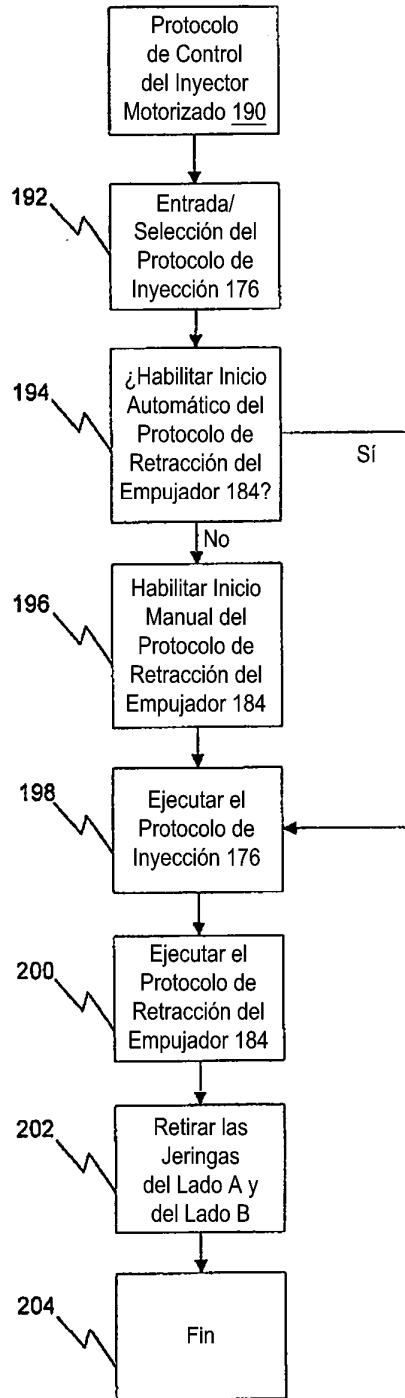 Protocolo
de Control
del Inyector
Motorizado 190
192
Entrada/
Selección del
Protocolo de
Inyección 176
194
¿Habilitar Inicio
Automático del
Protocolo de
Retracción del
Empujador 184?
Sí
No
196
Habilitar Inicio
Manual del
Protocolo de
Retracción del
Empujador 184
198
Ejecutar el
Protocolo de
Inyección 176
200
Ejecutar el
Protocolo de
Retracción del
Empujador 184
202
Retirar las
Jeringas
del Lado A y
del Lado B
204
Fin